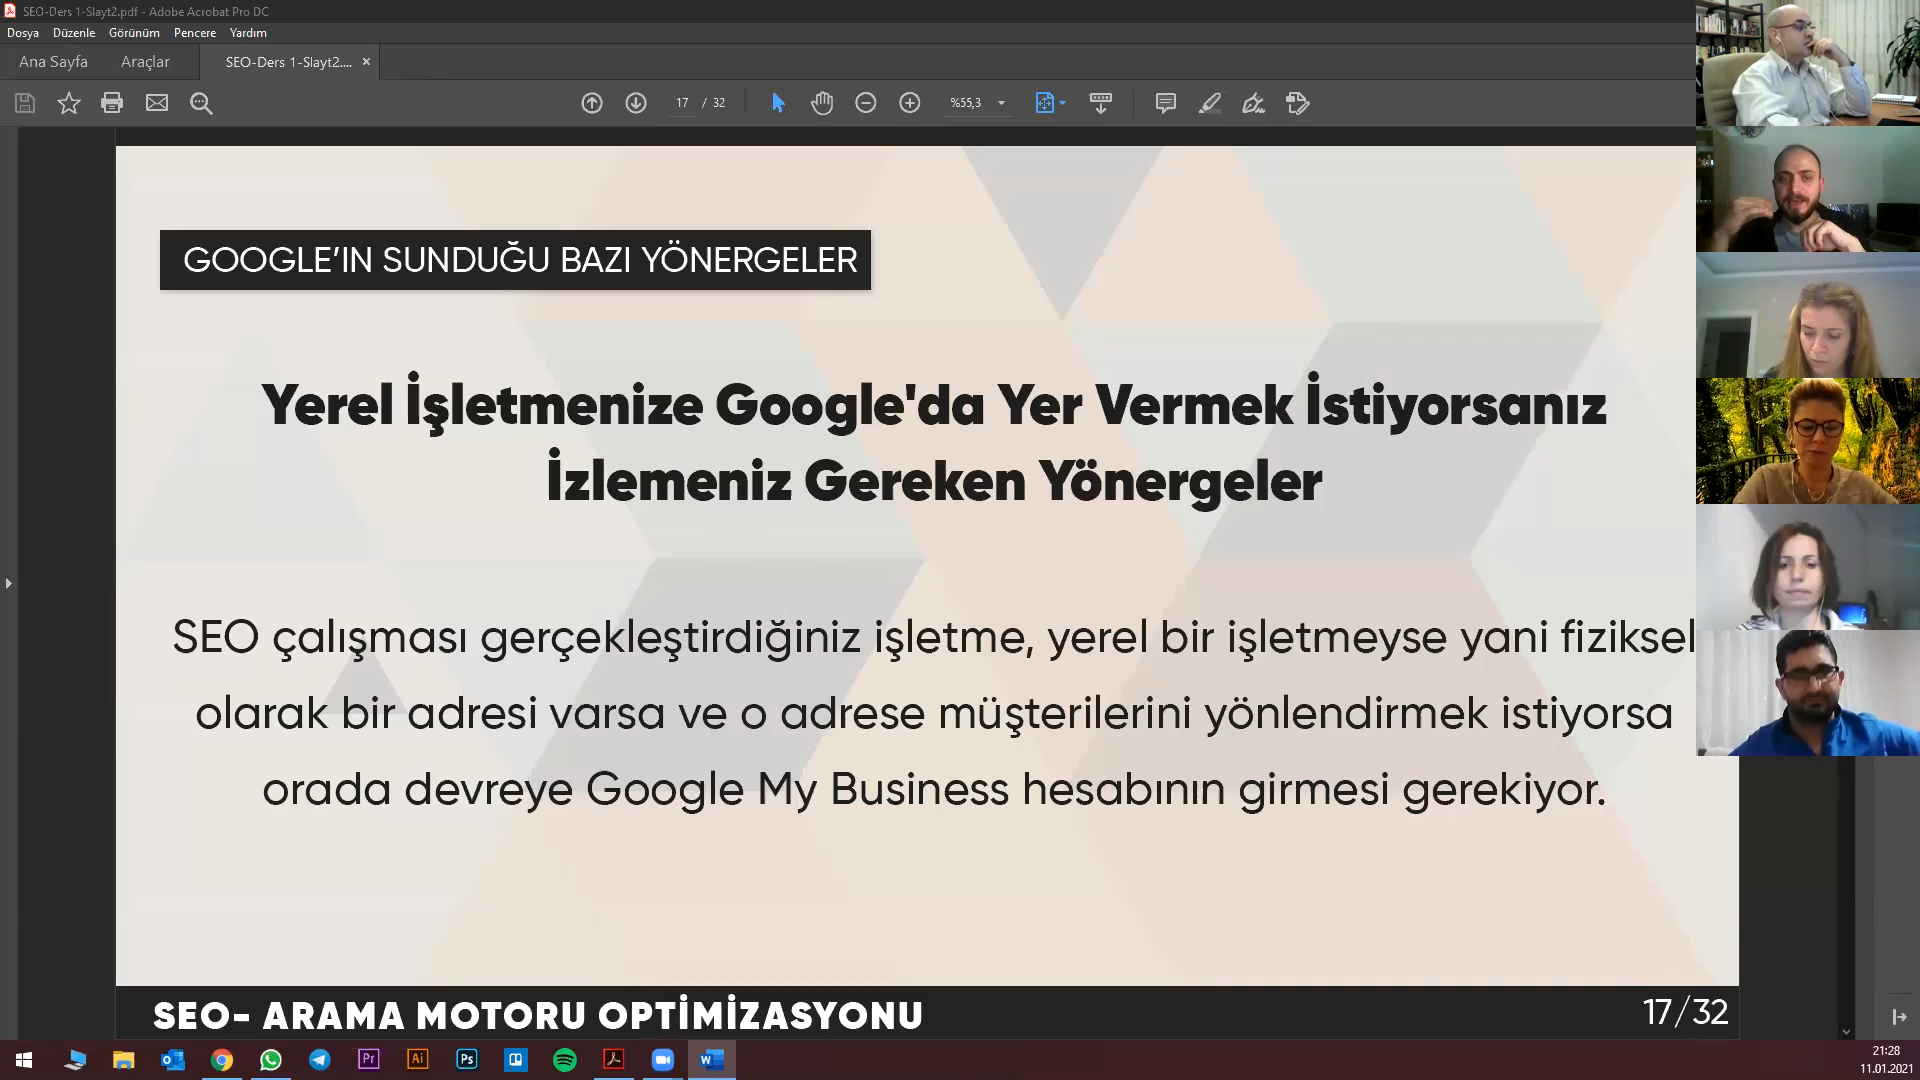 SEO-Ders 1-Slayt2.pdf - Adobe Acrobat Pro DC
Dosya Düzenle Görünüm Pencere Yardım
Ana Sayfa Araçlar SEO-Ders 1-Slayt2.... ×
17 / 32 %55,3
GOOGLE’IN SUNDUĞU BAZI YÖNERGELER
Yerel İşletmenize Google'da Yer Vermek İstiyorsanız
İzlemeniz Gereken Yönergeler
SEO çalışması gerçekleştirdiğiniz işletme, yerel bir işletmeyse yani fiziksel
olarak bir adresi varsa ve o adrese müşterilerini yönlendirmek istiyorsa
orada devreye Google My Business hesabının girmesi gerekiyor.
SEO- ARAMA MOTORU OPTİMİZASYONU 17/32
Pr Ai Ps
21:28
11.01.2021